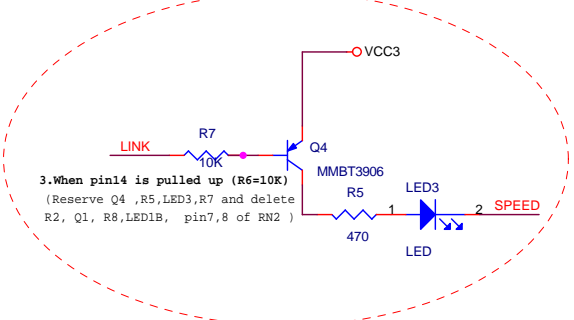 VCC3
R7
LINK
10K
Q4
MMBT3906
3.When pin14 is pulled up (R6=10K)
(Reserve Q4 ,R5,LED3,R7 and delete
R2, Q1, R8,LED1B, pin7,8 of RN2 )
R5
470
LED3
1
2
SPEED
LED